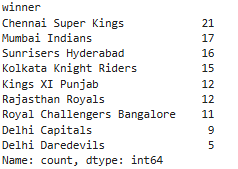 winner
Chennai Super Kings 21
Mumbai Indians 17
Sunrisers Hyderabad 16
Kolkata Knight Riders 15
Kings XI Punjab 12
Rajasthan Royals 12
Royal Challengers Bangalore 11
Delhi Capitals 9
Delhi Daredevils 5
Name: count, dtype: int64